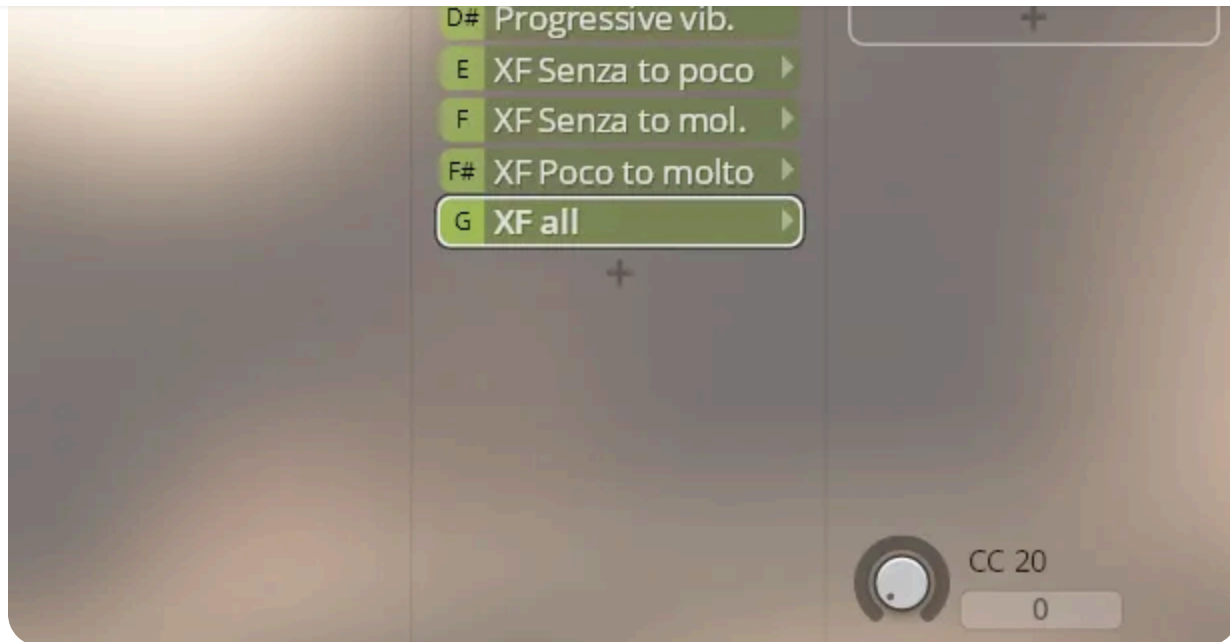 D# Progressive vib.
E XF Senza to poco
F XF Senza to mol.
F# XF Poco to molto
G XF all
+
+
CC 20
0